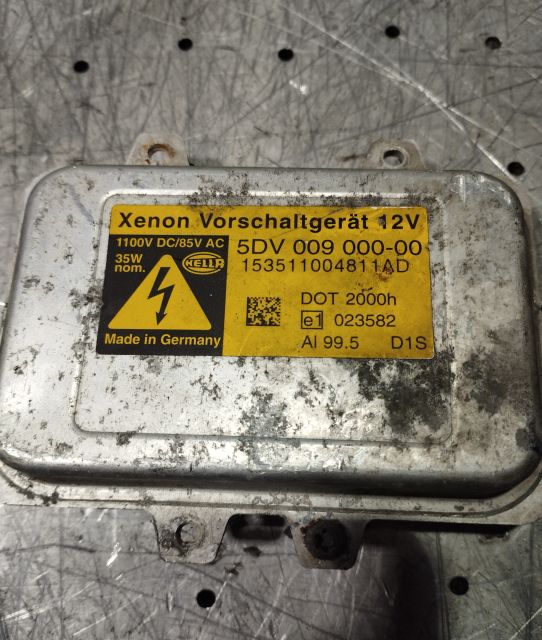 Xenon Vorschaltgerät 12V
1100V DC/85V AC
35W
nom.
HELLA
Made in Germany
5DV 009 000-00
153511004811AD
DOT 2000h
e1 023582
Al 99.5 D1S